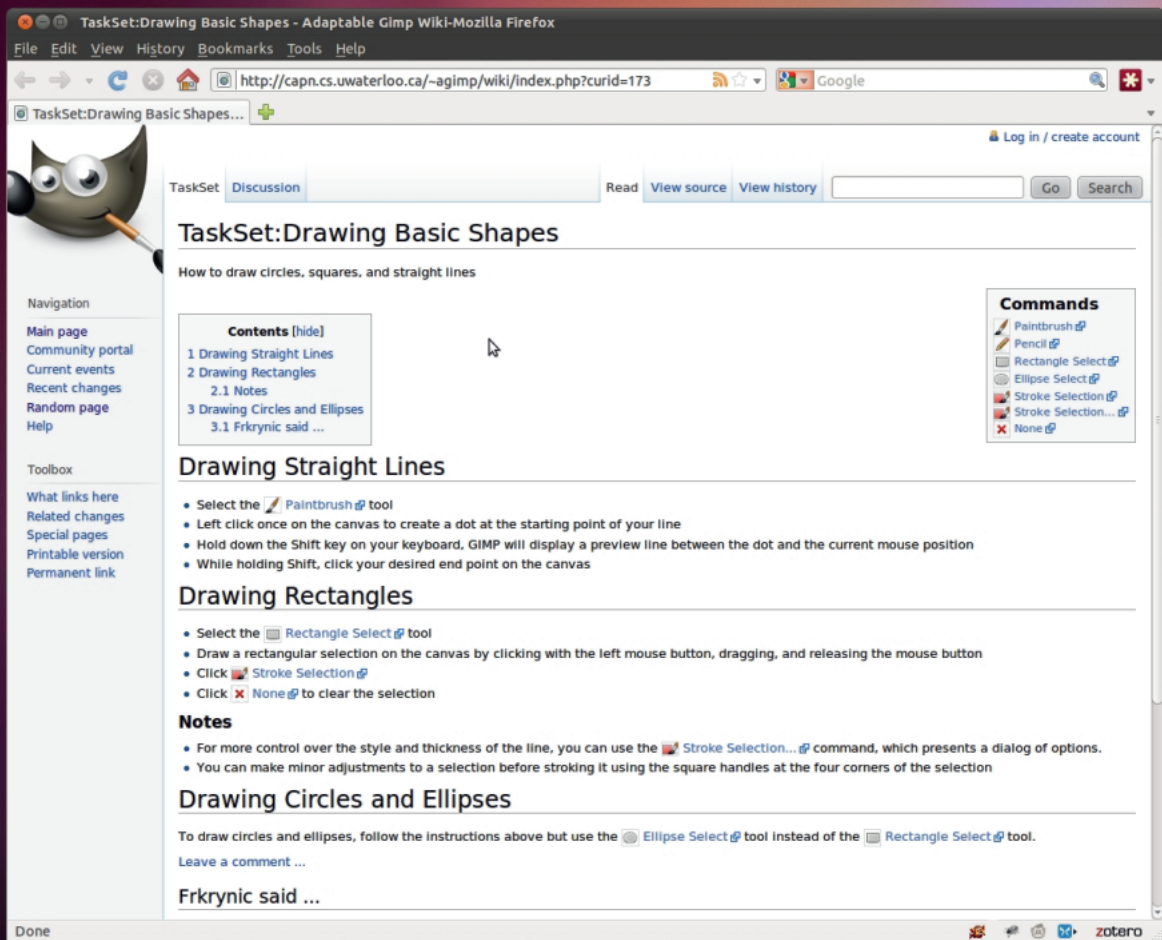 TaskSet:Drawing Basic Shapes - Adaptable Gimp Wiki-Mozilla Firefox
File Edit View History Bookmarks Tools Help
http://capn.cs.uwaterloo.ca/~agimp/wiki/index.php?curid=173 Google
TaskSet:Drawing Basic Shapes...
Log in / create account
TaskSet Discussion Read View source View history Go Search
TaskSet:Drawing Basic Shapes
How to draw circles, squares, and straight lines
Navigation
Main page
Community portal
Current events
Recent changes
Random page
Help
Toolbox
What links here
Related changes
Special pages
Printable version
Permanent link
Contents [hide]
1 Drawing Straight Lines
2 Drawing Rectangles
2.1 Notes
3 Drawing Circles and Ellipses
3.1 Frkrynic said ...
Commands
Paintbrush
Pencil
Rectangle Select
Ellipse Select
Stroke Selection
Stroke Selection...
None
Drawing Straight Lines
• Select the Paintbrush tool
• Left click once on the canvas to create a dot at the starting point of your line
• Hold down the Shift key on your keyboard, GIMP will display a preview line between the dot and the current mouse position
• While holding Shift, click your desired end point on the canvas
Drawing Rectangles
• Select the Rectangle Select tool
• Draw a rectangular selection on the canvas by clicking with the left mouse button, dragging, and releasing the mouse button
• Click Stroke Selection
• Click None to clear the selection
Notes
• For more control over the style and thickness of the line, you can use the Stroke Selection... command, which presents a dialog of options.
• You can make minor adjustments to a selection before stroking it using the square handles at the four corners of the selection
Drawing Circles and Ellipses
To draw circles and ellipses, follow the instructions above but use the Ellipse Select tool instead of the Rectangle Select tool.
Leave a comment ...
Frkrynic said ...
Done zotero